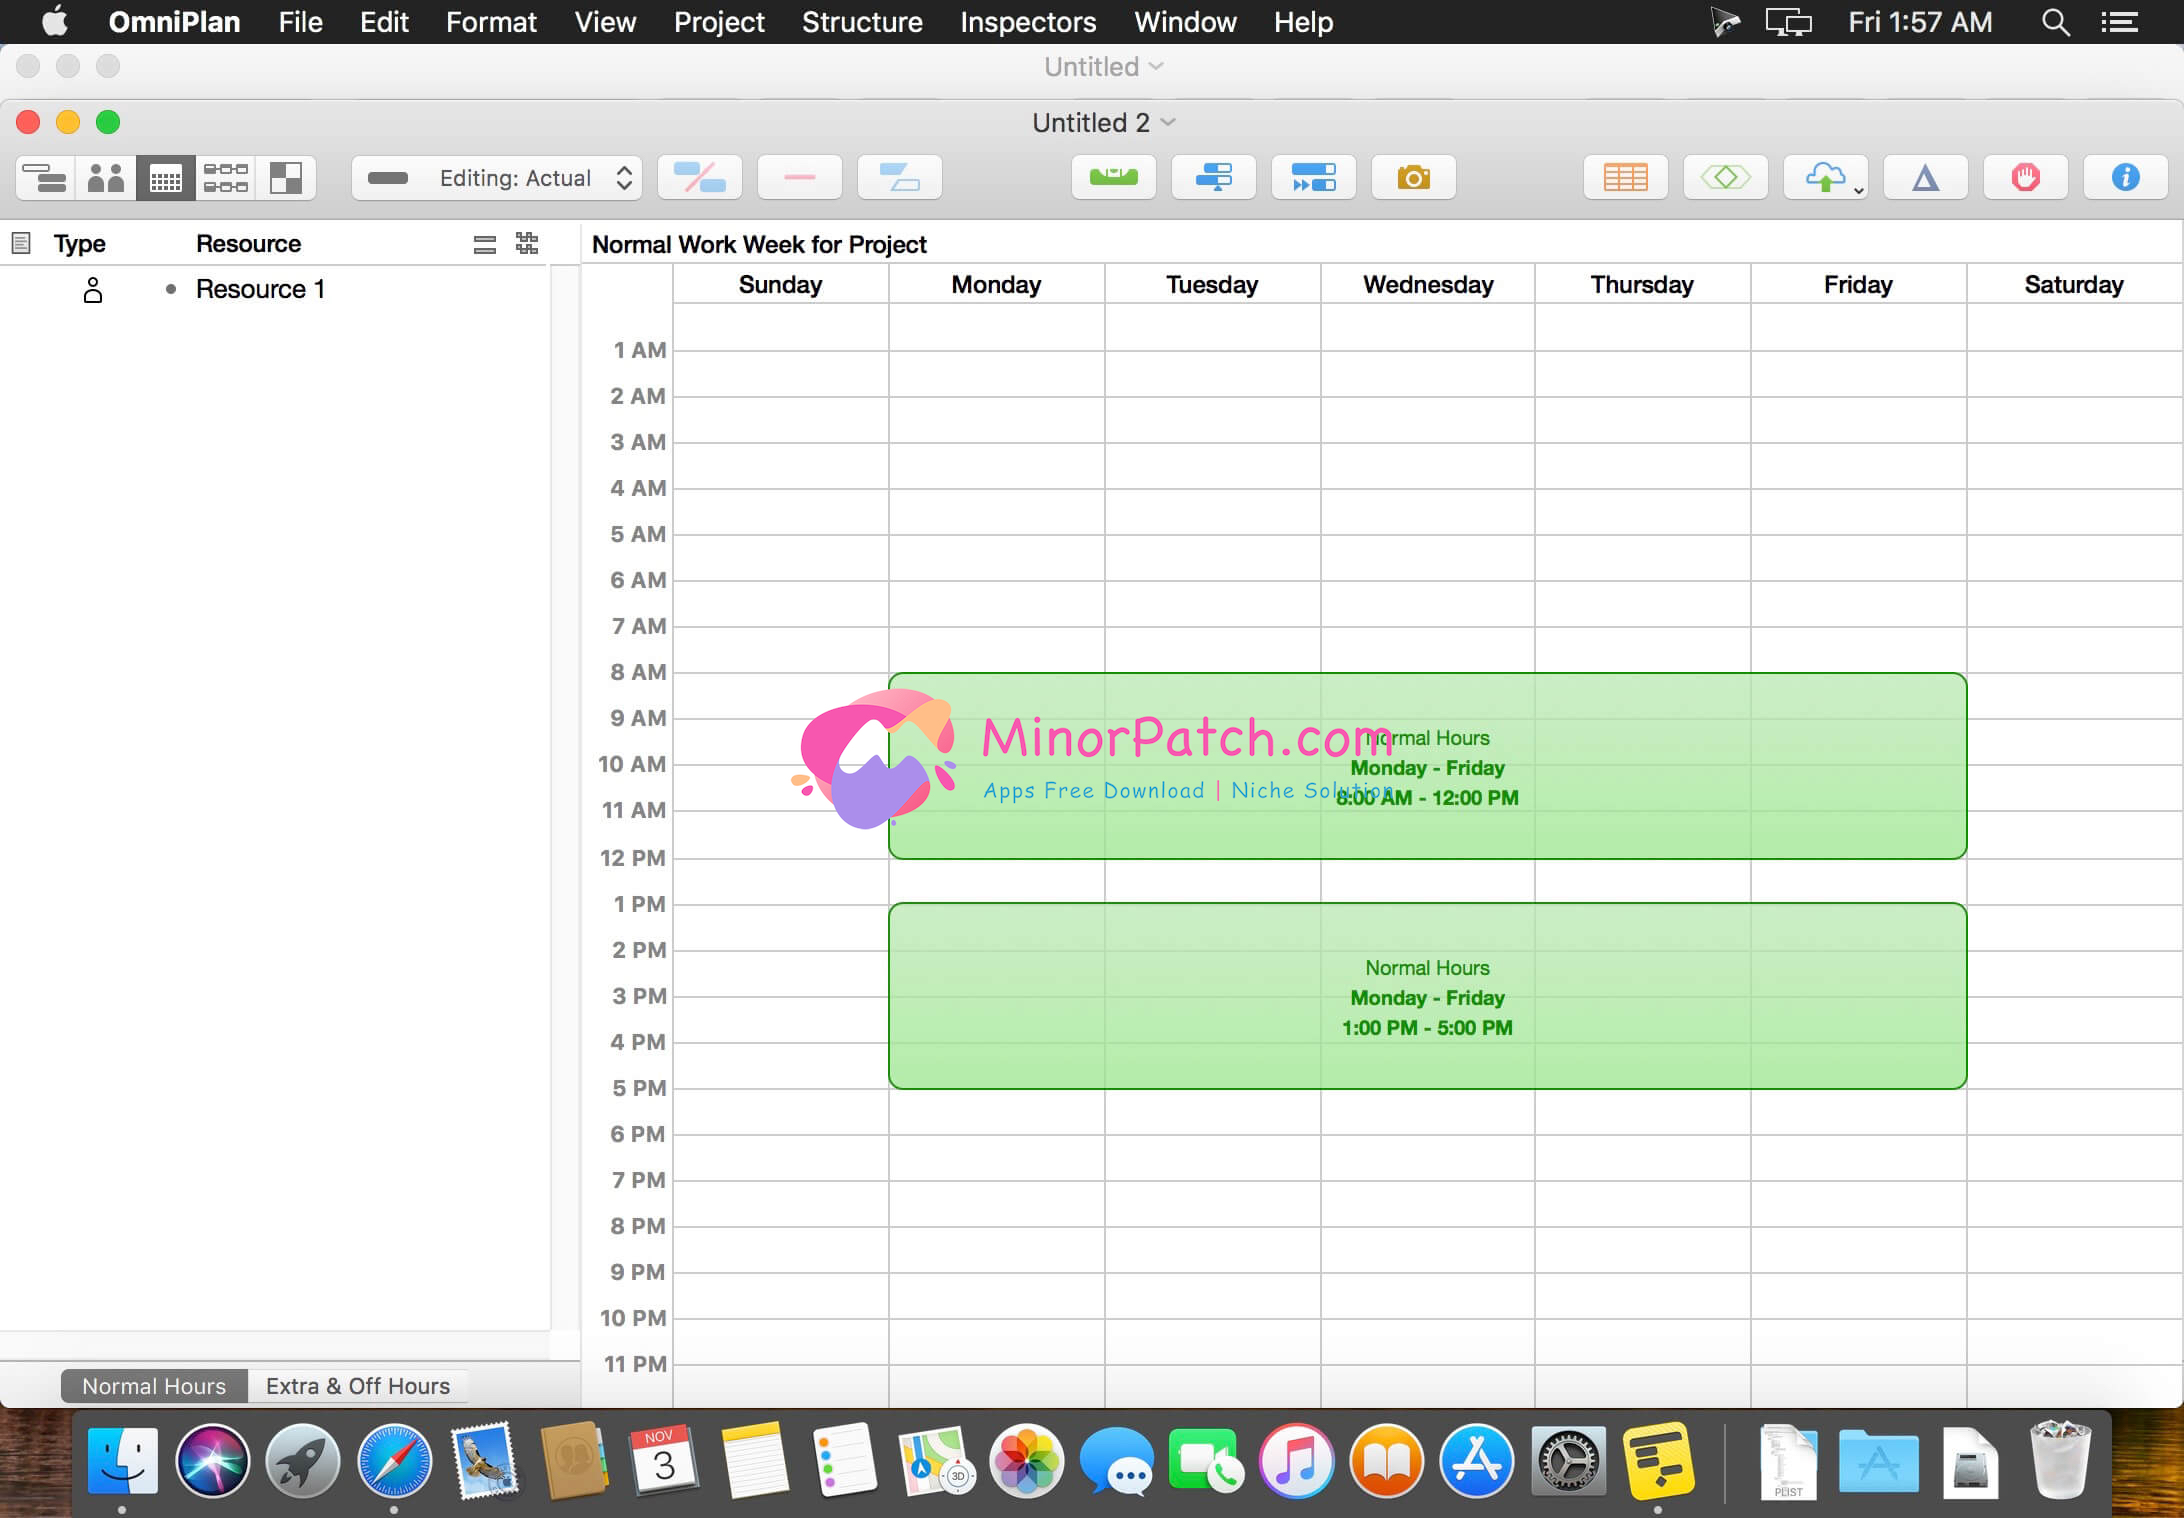 OmniPlan File Edit Format View Project Structure Inspectors Window Help Fri 1:57 AM
Untitled
Untitled 2
Editing: Actual
Type Resource
Normal Work Week for Project
Resource 1
Sunday Monday Tuesday Wednesday Thursday Friday Saturday
1 AM
2 AM
3 AM
4 AM
5 AM
6 AM
7 AM
8 AM
9 AM
10 AM
11 AM
12 PM
1 PM
2 PM
3 PM
4 PM
5 PM
6 PM
7 PM
8 PM
9 PM
10 PM
11 PM
Normal Hours
Monday - Friday
8:00 AM - 12:00 PM
MinorPatch.com
Apps Free Download | Niche Solution
Normal Hours
Monday - Friday
1:00 PM - 5:00 PM
Normal Hours Extra & Off Hours
NOV
3
3D
PLIST